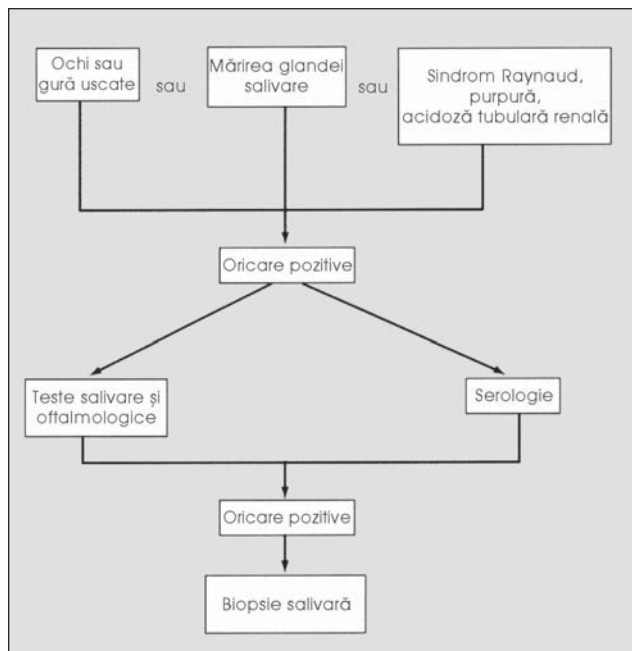 Ochi sau
gură uscate
sau
Mărirea glandei
salivare
sau
Sindrom Raynaud,
purpură,
acidoză tubulară renală
Oricare pozitive
Teste salivare și
oftalmologice
Serologie
Oricare pozitive
Biopsie salivară